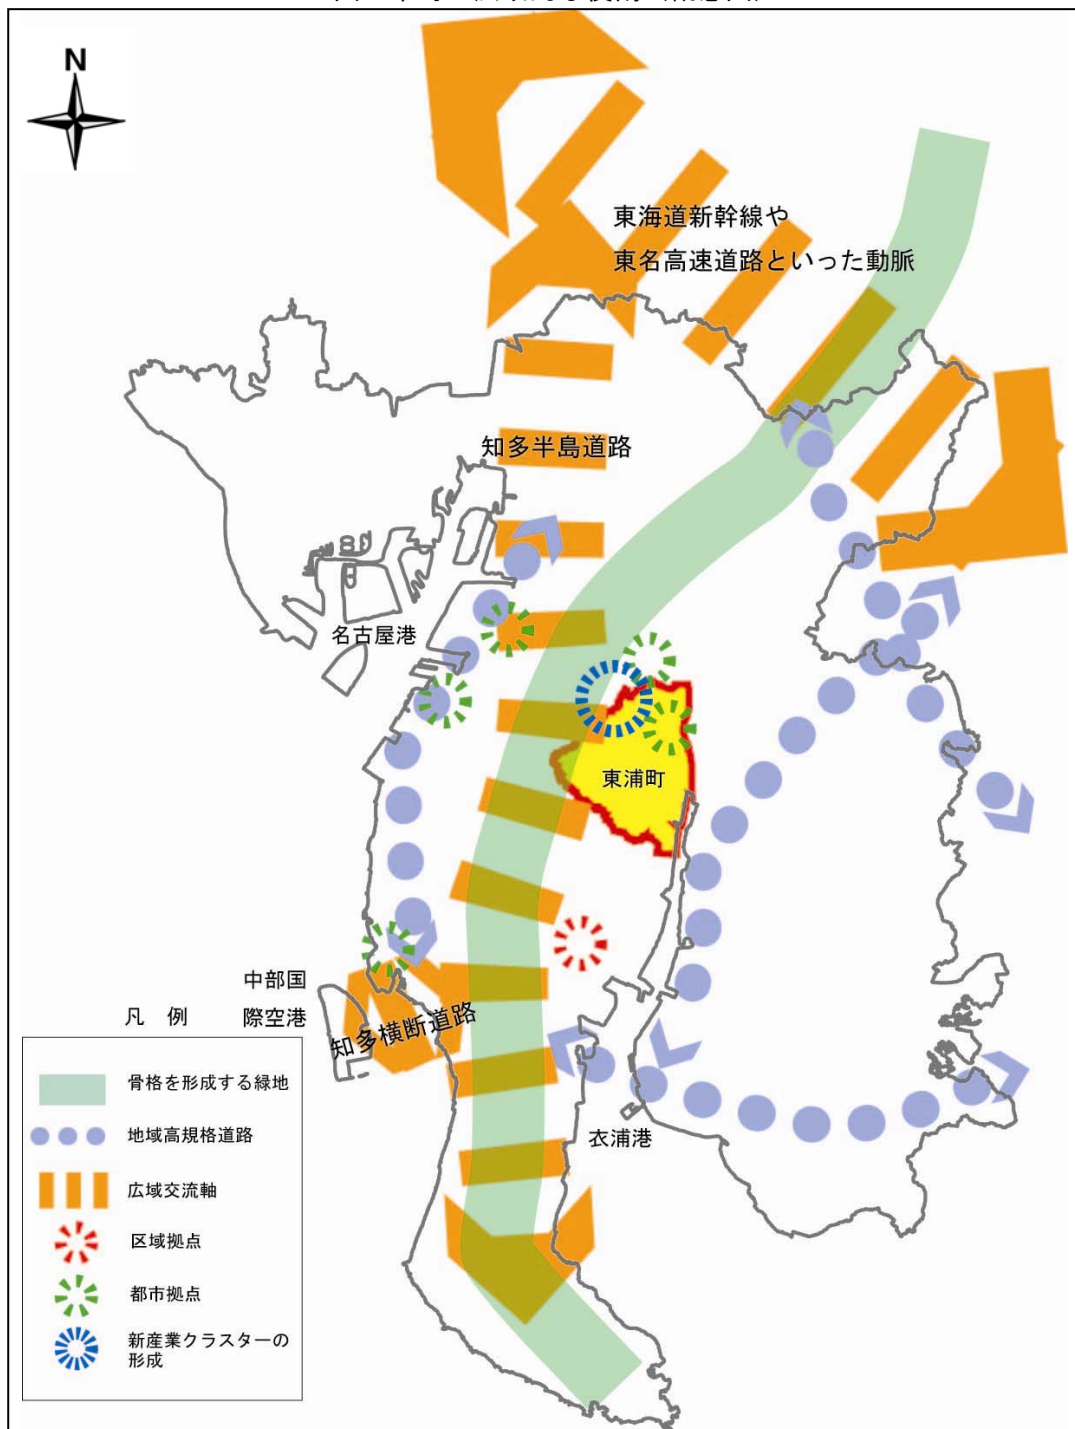 N
東海道新幹線や
東名高速道路といった動脈
知多半島道路
名古屋港
東浦町
中部国
際空港
知多横断道路
衣浦港
凡 例
骨格を形成する緑地
地域高規格道路
広域交流軸
区域拠点
都市拠点
新産業クラスターの
形成